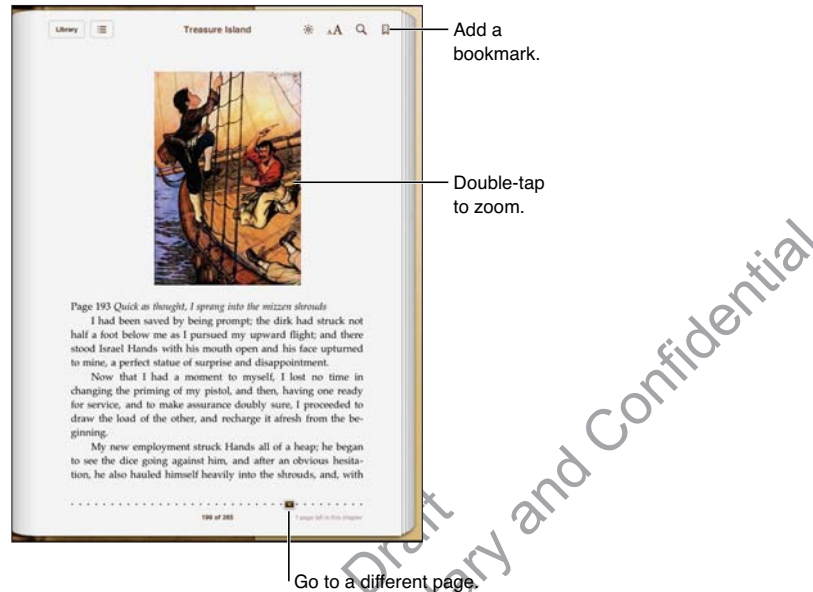 Library
Treasure Island
AA
Add a
bookmark.
Double-tap
to zoom.
Page 193 Quick as thought, I sprang into the mizzen shrouds
I had been saved by being prompt; the dirk had struck not
half a foot below me as I pursued my upward flight; and there
stood Israel Hands with his mouth open and his face upturned
to mine, a perfect statue of surprise and disappointment.
Now that I had a moment to myself, I lost no time in
changing the priming of my pistol, and then, having one ready
for service, and to make assurance doubly sure, I proceeded to
draw the load of the other, and recharge it afresh from the be-
ginning.
My new employment struck Hands all of a heap; he began
to see the dice going against him, and after an obvious hesita-
tion, he also hauled himself heavily into the shrouds, and, with
of
1 page left in this chapter
Go to a different page.
Draft
and Confidential